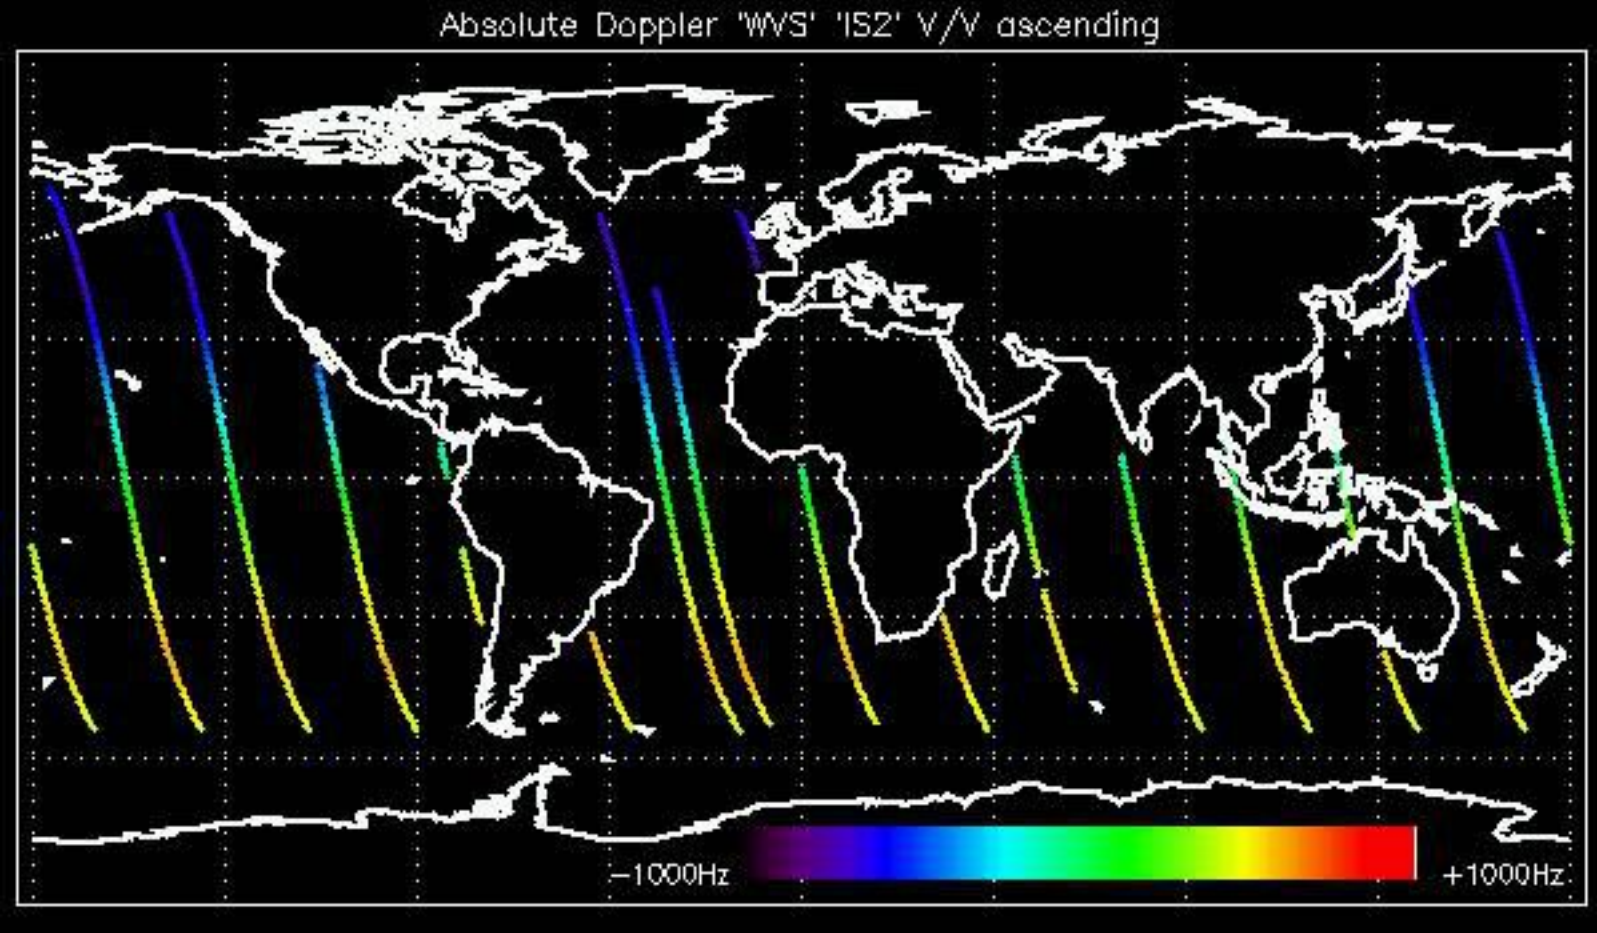 Absolute Doppler 'WVS' 'IS2' V/V ascending
−1000Hz +1000Hz